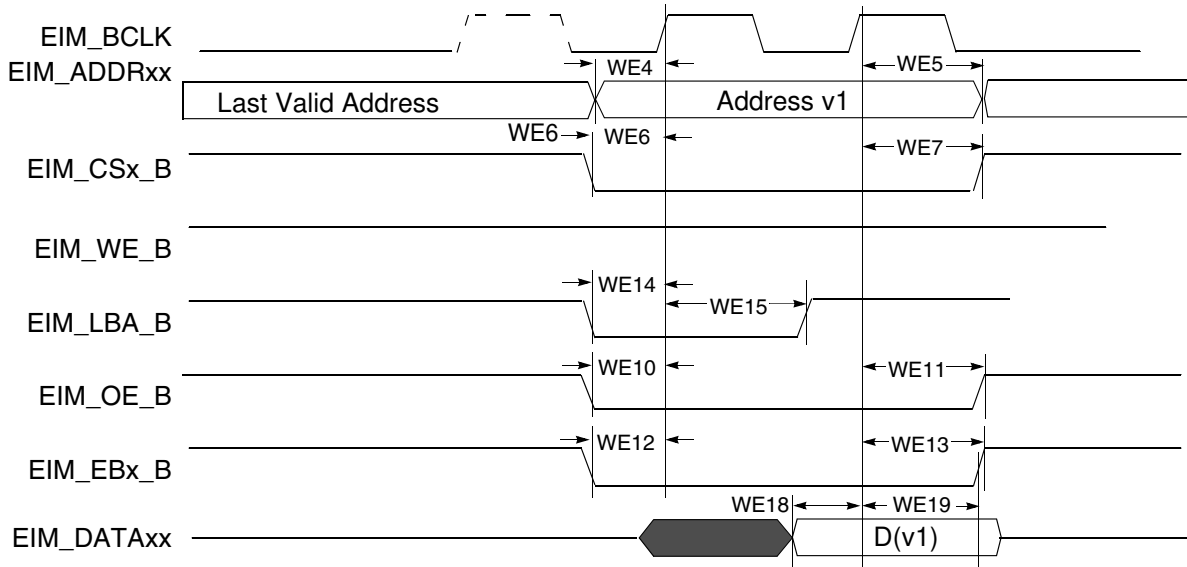 EIM_BCLK
EIM_ADDRxx
WE4
WE5
Last Valid Address
Address v1
WE6
WE6
WE7
EIM_CSx_B
EIM_WE_B
WE14
WE15
EIM_LBA_B
WE10
WE11
EIM_OE_B
WE12
WE13
EIM_EBx_B
WE18
WE19
EIM_DATAxx
D(v1)